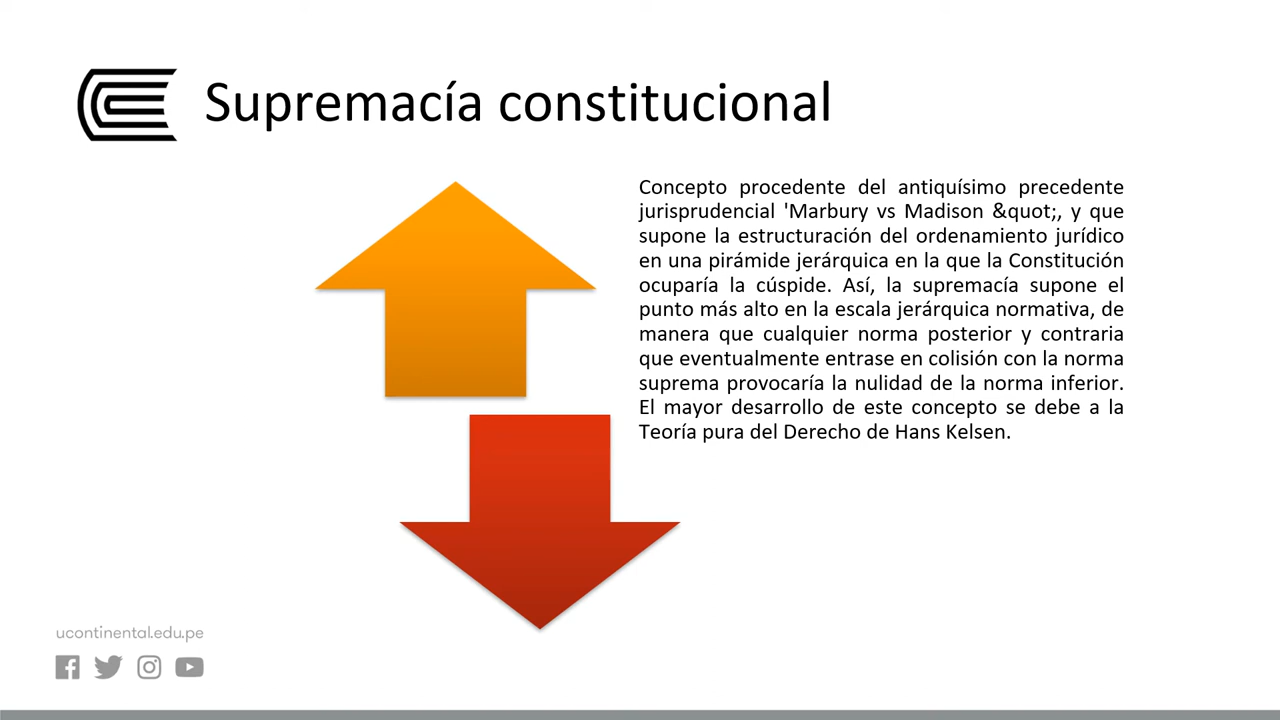 Supremacía constitucional
Concepto procedente del antiquísimo precedente
jurisprudencial 'Marbury vs Madison &quot;, y que
supone la estructuración del ordenamiento jurídico
en una pirámide jerárquica en la que la Constitución
ocuparía la cúspide. Así, la supremacía supone el
punto más alto en la escala jerárquica normativa, de
manera que cualquier norma posterior y contraria
que eventualmente entrase en colisión con la norma
suprema provocaría la nulidad de la norma inferior.
El mayor desarrollo de este concepto se debe a la
Teoría pura del Derecho de Hans Kelsen.
ucontinental.edu.pe